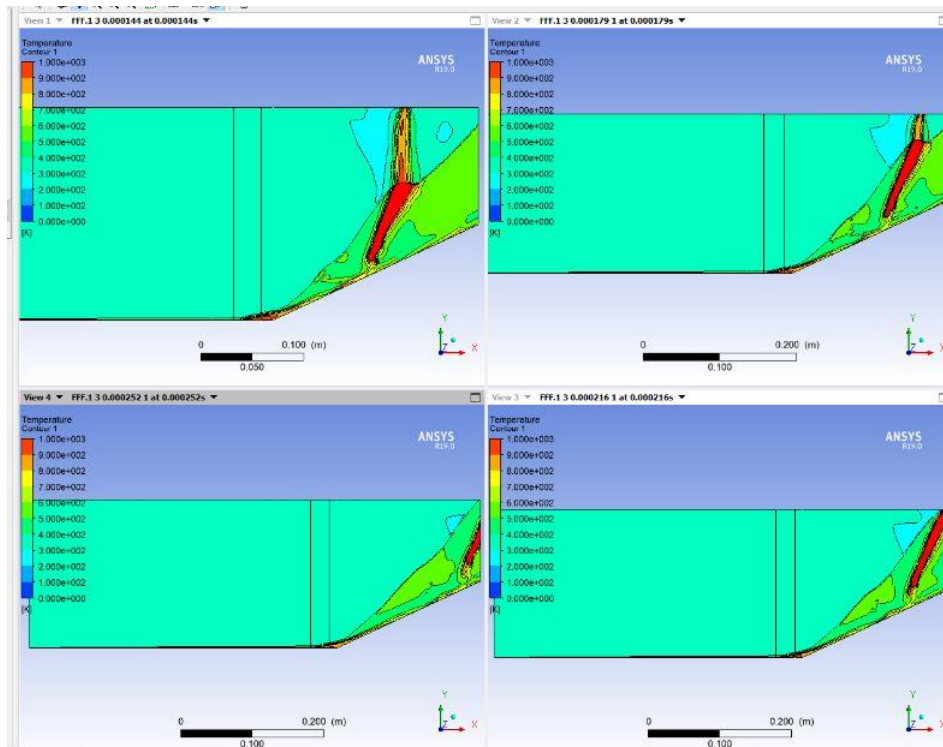 View 1 FFF.1 3 0.000144 at 0.000144s
Temperature
Contour 1
1.000e+003
9.000e+002
8.000e+002
7.000e+002
6.000e+002
5.000e+002
4.000e+002
3.000e+002
2.000e+002
1.000e+002
0.000e+000
[K]
ANSYS
R19.0
0 0.100 (m)
0.050
Y
Z X
View 2 FFF.1 3 0.000179 1 at 0.000179s
Temperature
Contour 1
1.000e+003
9.000e+002
8.000e+002
7.000e+002
6.000e+002
5.000e+002
4.000e+002
3.000e+002
2.000e+002
1.000e+002
0.000e+000
[K]
ANSYS
R19.0
0 0.200 (m)
0.100
Y
Z X
View 4 FFF.1 3 0.000252 1 at 0.000252s
Temperature
Contour 1
1.000e+003
9.000e+002
8.000e+002
7.000e+002
6.000e+002
5.000e+002
4.000e+002
3.000e+002
2.000e+002
1.000e+002
0.000e+000
[K]
ANSYS
R19.0
0 0.200 (m)
0.100
Y
Z X
View 3 FFF.1 3 0.000216 1 at 0.000216s
Temperature
Contour 1
1.000e+003
9.000e+002
8.000e+002
7.000e+002
6.000e+002
5.000e+002
4.000e+002
3.000e+002
2.000e+002
1.000e+002
0.000e+000
[K]
ANSYS
R19.0
0 0.200 (m)
0.100
Y
Z X